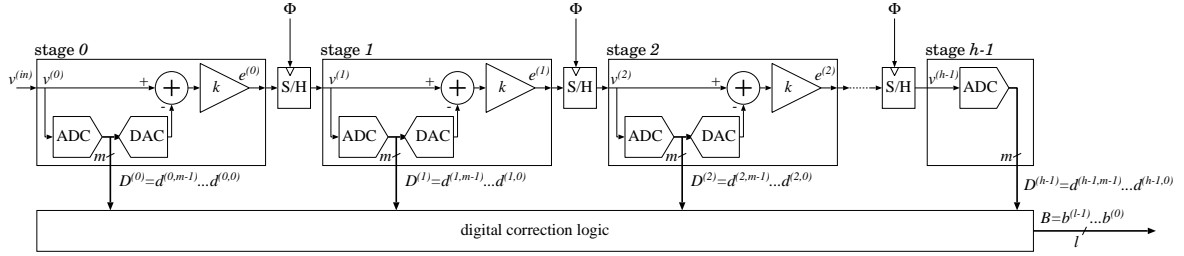 Φ Φ Φ
stage 0 stage 1 stage 2 stage h-1
v(in) v(0) + - k e(0) S/H v(1) + - k e(1) S/H v(2) + - k e(2) S/H v(h-1) ADC
ADC DAC ADC DAC ADC DAC
m m m m
D(0)=d(0,m-1)...d(0,0) D(1)=d(1,m-1)...d(1,0) D(2)=d(2,m-1)...d(2,0) D(h-1)=d(h-1,m-1)...d(h-1,0)
digital correction logic
B=b(l-1)...b(0)
l